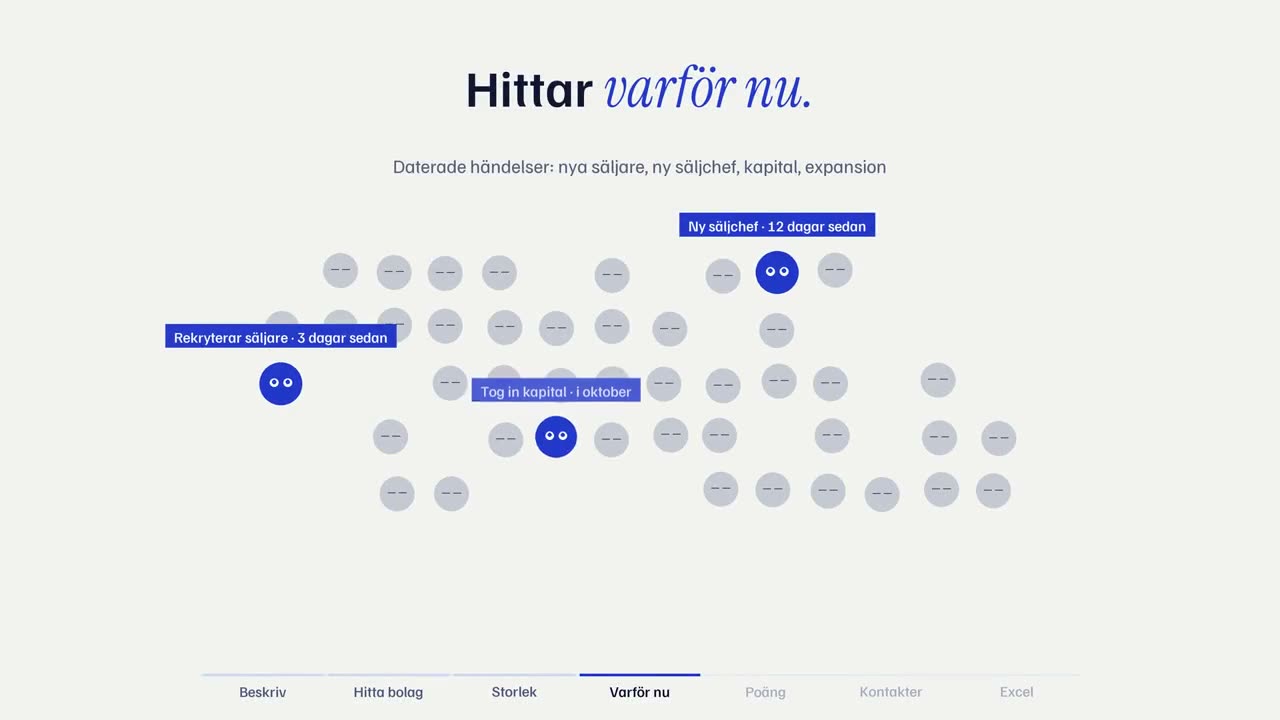 Hittar varför nu.
Daterade händelser: nya säljare, ny säljchef, kapital, expansion
Ny säljchef · 12 dagar sedan
Rekryterar säljare · 3 dagar sedan
Tog in kapital · i oktober
Beskriv
Hitta bolag
Storlek
Varför nu
Poäng
Kontakter
Excel